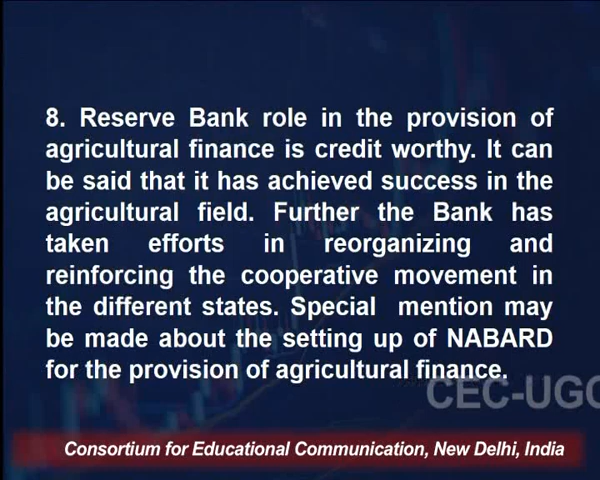 8. Reserve Bank role in the provision of
agricultural finance is credit worthy. It can
be said that it has achieved success in the
agricultural field. Further the Bank has
taken efforts in reorganizing and
reinforcing the cooperative movement in
the different states. Special mention may
be made about the setting up of NABARD
for the provision of agricultural finance.
CEC-UGC
Consortium for Educational Communication, New Delhi, India